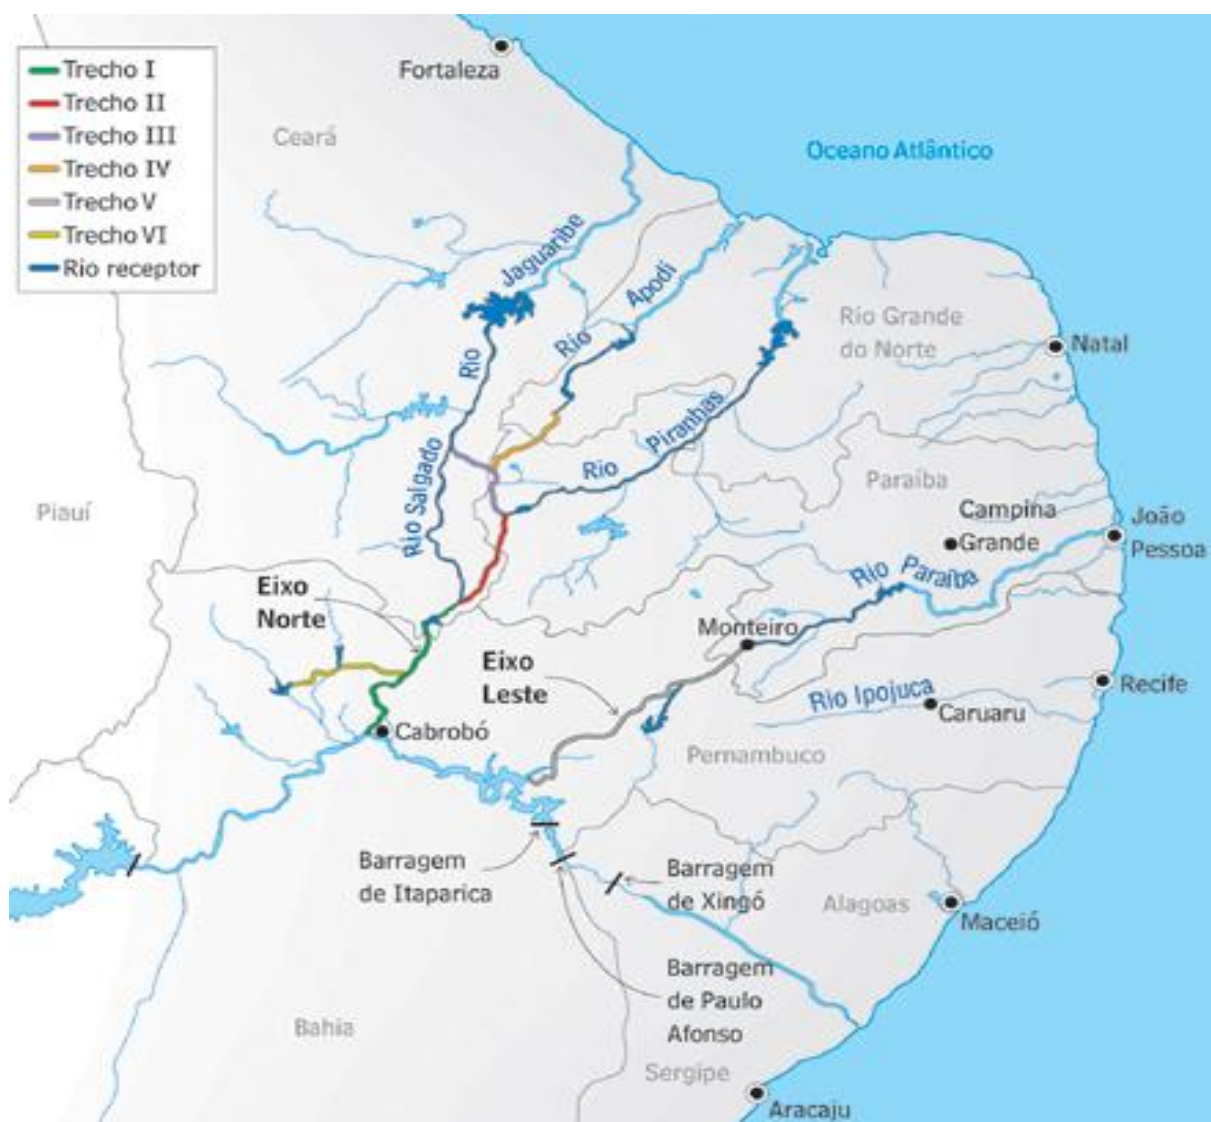 Fortaleza
Trecho I
Trecho II
Trecho III
Trecho IV
Trecho V
Trecho VI
Rio receptor
Ceará
Oceano Atlântico
Jaguaribe
Rio
Apodi
Rio
Rio Grande
do Norte
Natal
Piranhas
Rio
Rio Salgado
Piauí
Paraíba
Campina
Grande
João
Pessoa
Rio Paraíba
Eixo
Norte
Monteiro
Eixo
Leste
Recife
Rio Ipojuca
Caruaru
Cabrobó
Pernambuco
Barragem
de Itaparica
Barragem
de Xingó
Alagoas
Maceió
Barragem
de Paulo
Afonso
Bahia
Sergipe
Aracaju